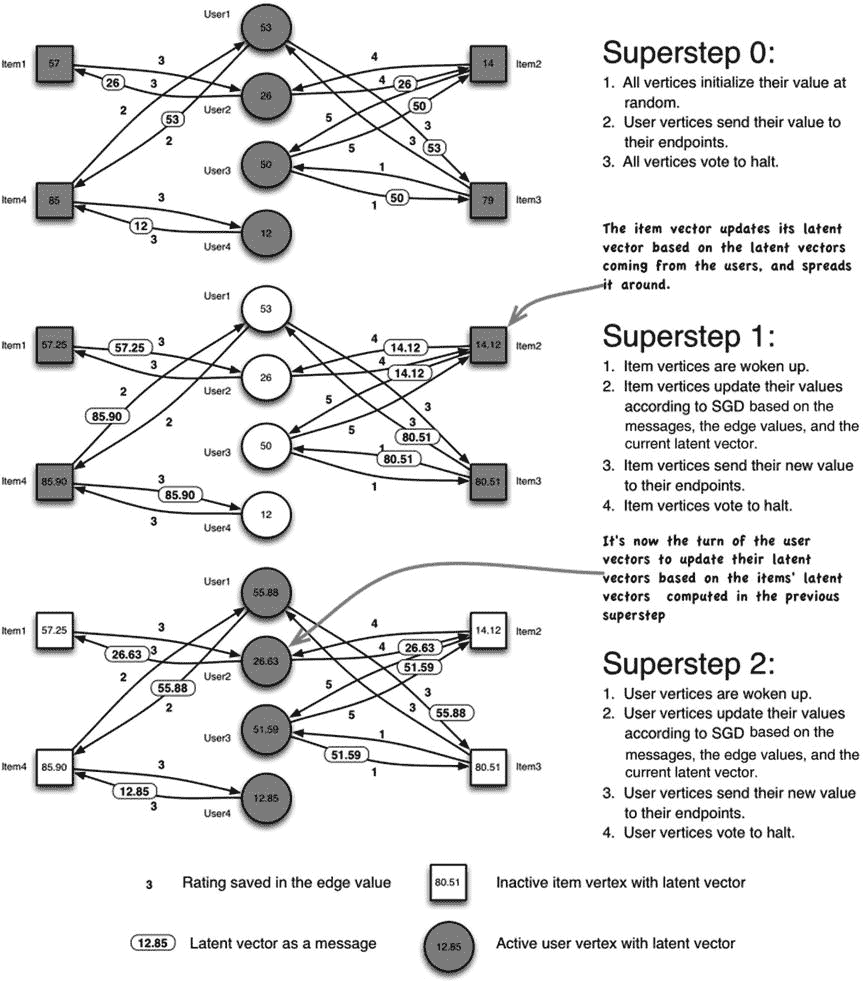 User1
53
Item1
57
3
3
26
User2
26
4
4
26
14
Item2
50
2
53
2
5
5
3
3
53
User3
50
1
1
50
Item4
85
3
3
12
User4
12
79
Item3
Superstep 0:
1. All vertices initialize their value at
random.
2. User vertices send their value to
their endpoints.
3. All vertices vote to halt.
The item vector updates its latent
vector based on the latent vectors
coming from the users, and spreads
it around.
User1
53
Item1
57.25
57.25
3
3
User2
26
4
4
14.12
14.12
14.12
Item2
2
85.90
2
5
5
3
3
80.51
User3
50
1
1
80.51
Item4
85.90
3
3
85.90
User4
12
80.51
Item3
Superstep 1:
1. Item vertices are woken up.
2. Item vertices update their values
according to SGD based on the
messages, the edge values, and the
current latent vector.
3. Item vertices send their new value
to their endpoints.
4. Item vertices vote to halt.
It's now the turn of the user
vectors to update their latent
vectors based on the items' latent
vectors computed in the previous
superstep
User1
55.88
Item1
57.25
3
3
26.63
User2
26.63
4
4
26.63
14.12
Item2
51.59
2
55.88
2
5
5
3
3
55.88
User3
51.59
1
1
51.59
Item4
85.90
3
3
12.85
User4
12.85
80.51
Item3
Superstep 2:
1. User vertices are woken up.
2. User vertices update their values
according to SGD based on the
messages, the edge values, and the
current latent vector.
3. User vertices send their new value
to their endpoints.
4. User vertices vote to halt.
3 Rating saved in the edge value
80.51 Inactive item vertex with latent vector
12.85 Latent vector as a message
12.85 Active user vertex with latent vector